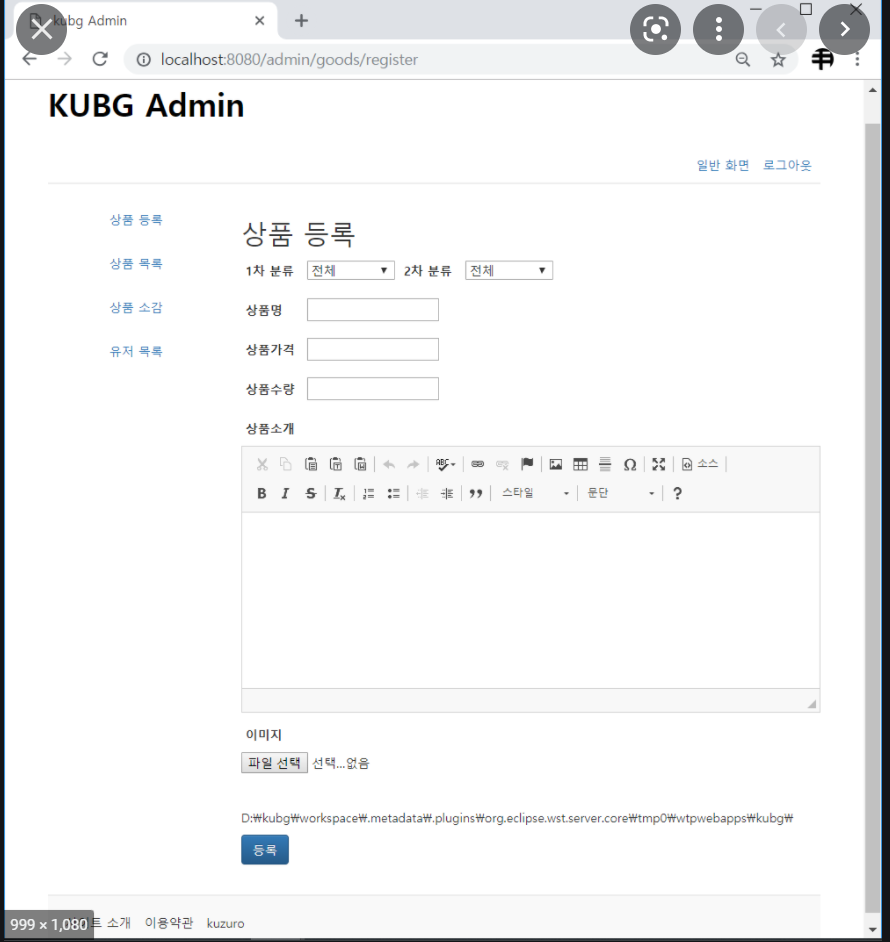 kubg Admin
localhost:8080/admin/goods/register
KUBG Admin
일반 화면 로그아웃
상품 등록
상품 목록
상품 소감
유저 목록
상품 등록
1차 분류 전체 2차 분류 전체
상품명
상품가격
상품수량
상품소개
ABC Ω 소스
B I S Tx 스타일 문단 ?
이미지
파일 선택 선택...없음
D:₩kubg₩workspace₩.metadata₩.plugins₩org.eclipse.wst.server.core₩tmp0₩wtpwebapps₩kubg₩
등록
소개 이용약관 kuzuro
999 × 1,080